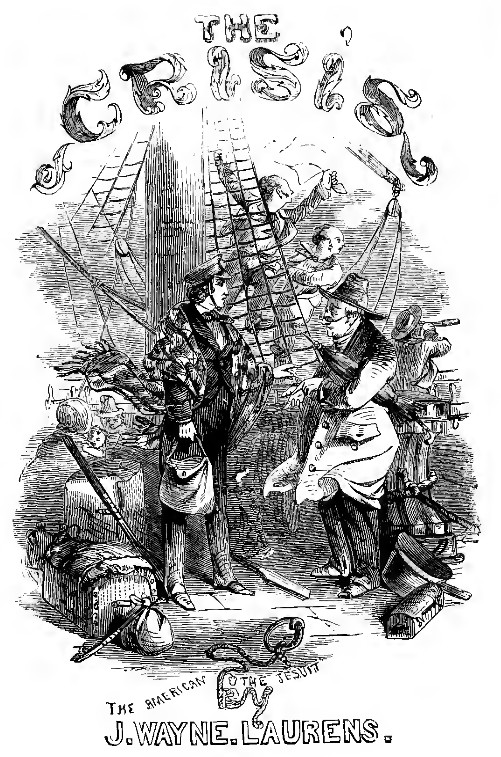 THE
CRISIS
THE AMERICAN & THE JESUIT
By
J. WAYNE. LAURENS.